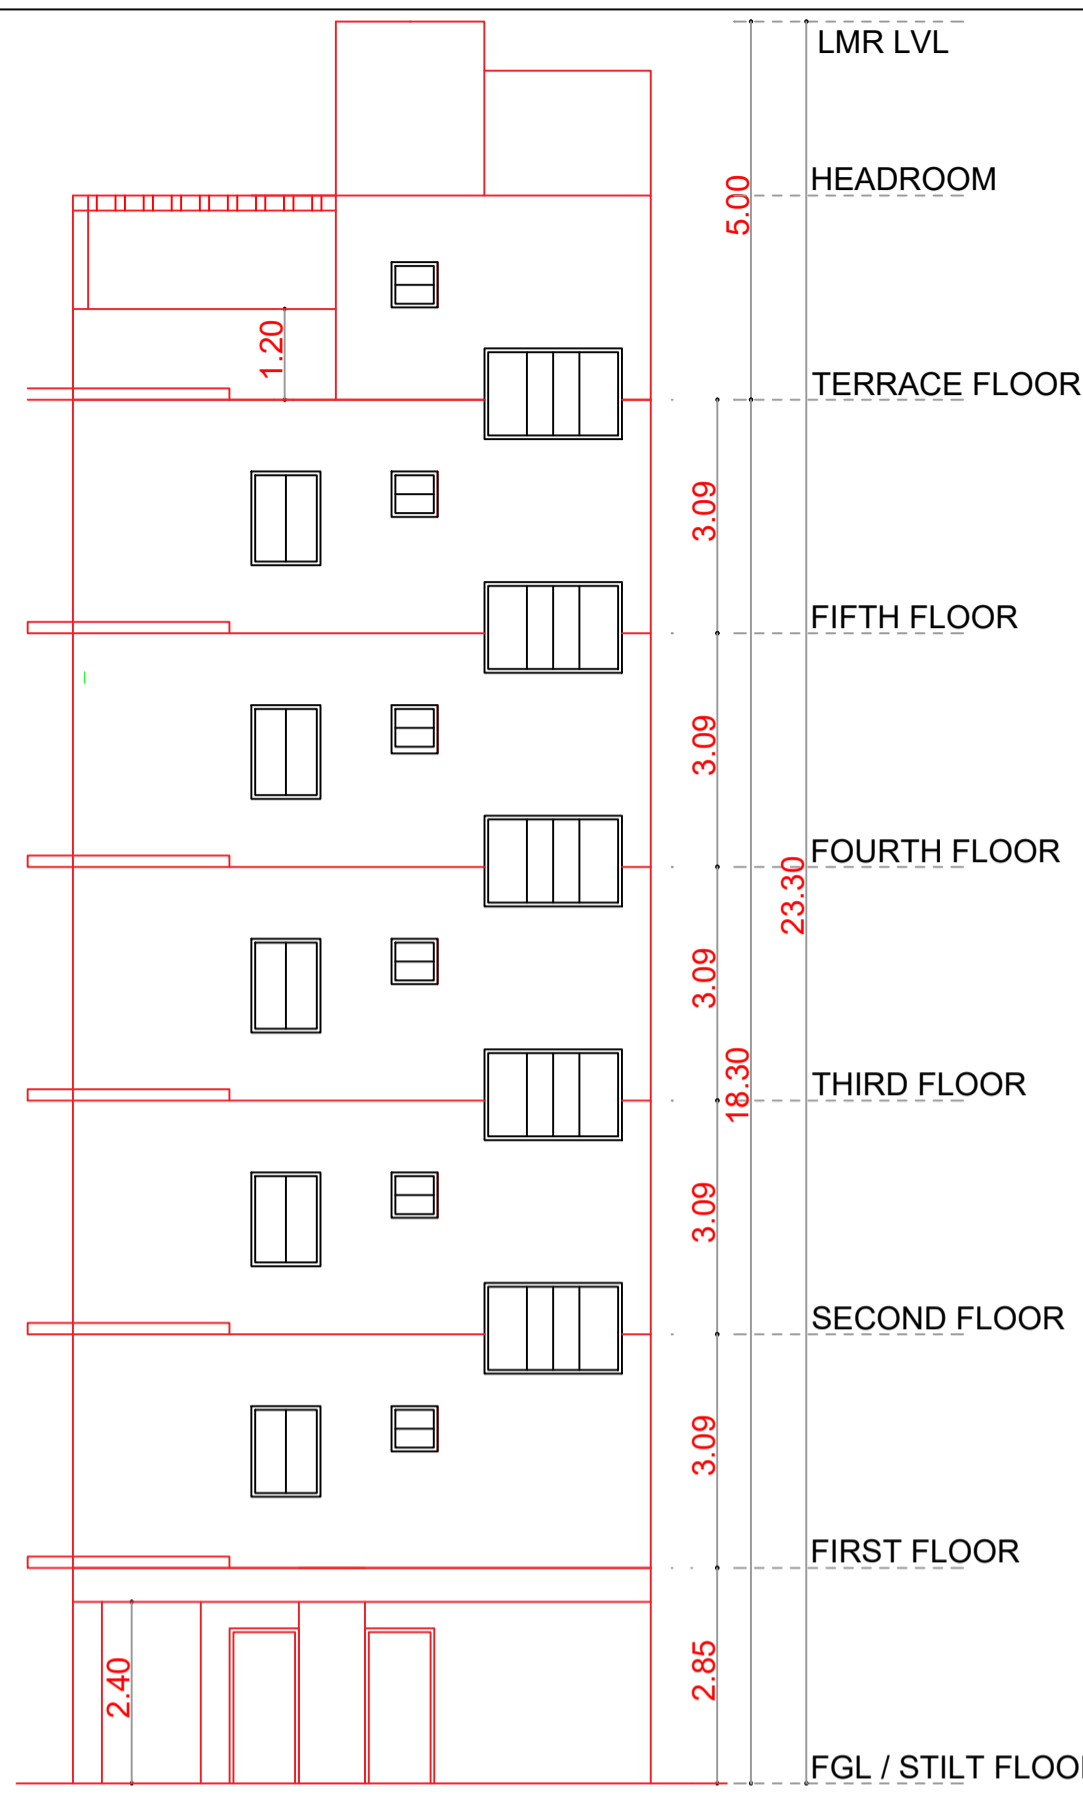 LMR LVL
HEADROOM
5.00
1.20
TERRACE FLOOR
3.09
FIFTH FLOOR
3.09
FOURTH FLOOR
23.30
3.09
18.30
THIRD FLOOR
3.09
SECOND FLOOR
3.09
FIRST FLOOR
2.85
2.40
FGL / STILT FLOO